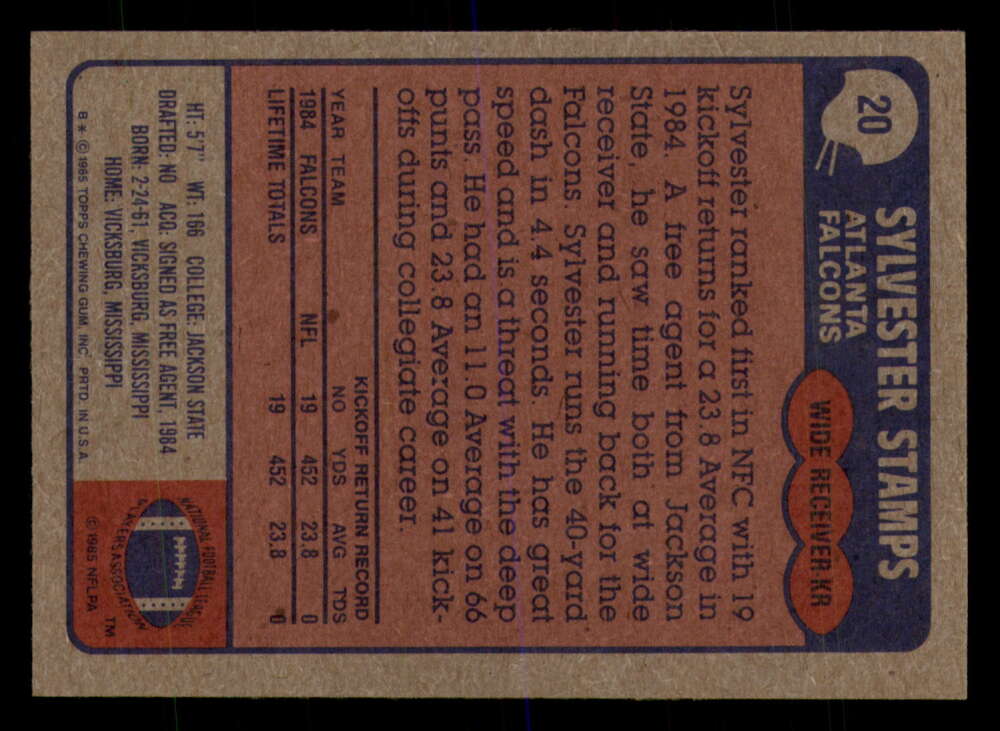 20
SYLVESTER STAMPS
ATLANTA
FALCONS
WIDE RECEIVER-KR
Sylvester ranked first in NFC with 19
kickoff returns for a 23.8 Average in
1984. A free agent from Jackson
State, he saw time both at wide
receiver and running back for the
Falcons. Sylvester runs the 40-yard
dash in 4.4 seconds. He has great
speed and is a threat with the deep
pass. He had an 11.0 Average on 66
punts and 23.8 Average on 41 kick-
offs during collegiate career.
KICKOFF RETURN RECORD
YEAR TEAM NO YDS AVG TDS
1984 FALCONS NFL 19 452 23.8 0
LIFETIME TOTALS 19 452 23.8 0
HT: 5'7" WT: 166 COLLEGE: JACKSON STATE
DRAFTED: NO ACQ: SIGNED AS FREE AGENT, 1984
BORN: 2-24-61, VICKSBURG, MISSISSIPPI
HOME: VICKSBURG, MISSISSIPPI
B* © 1985 TOPPS CHEWING GUM, INC. PRTD. IN U.S.A.
NATIONAL FOOTBALL LEAGUE
PLAYERS ASSOCIATION
TM
© 1985 NFLPA